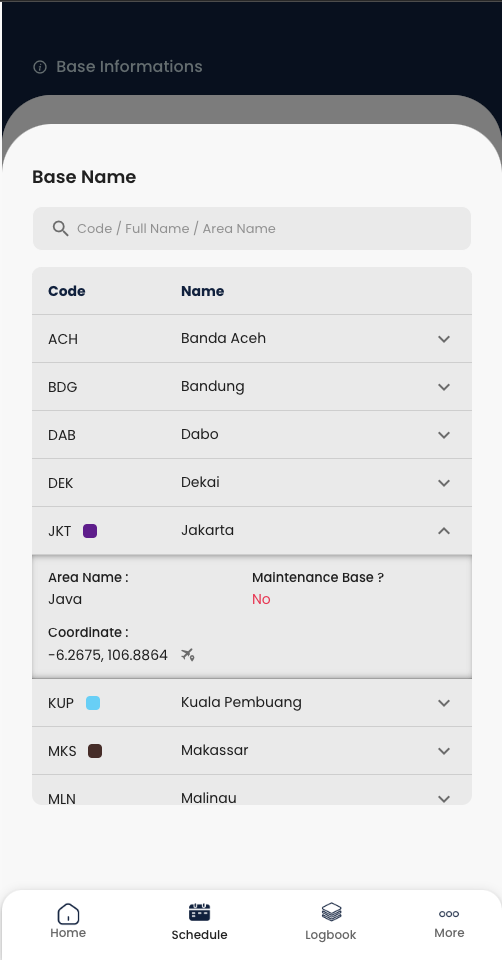 Base Informations
Base Name
Code / Full Name / Area Name
Code Name
ACH Banda Aceh
BDG Bandung
DAB Dabo
DEK Dekai
JKT Jakarta
Area Name : Maintenance Base ?
Java No
Coordinate :
-6.2675, 106.8864
KUP Kuala Pembuang
MKS Makassar
MLN Malinau
Home Schedule Logbook More